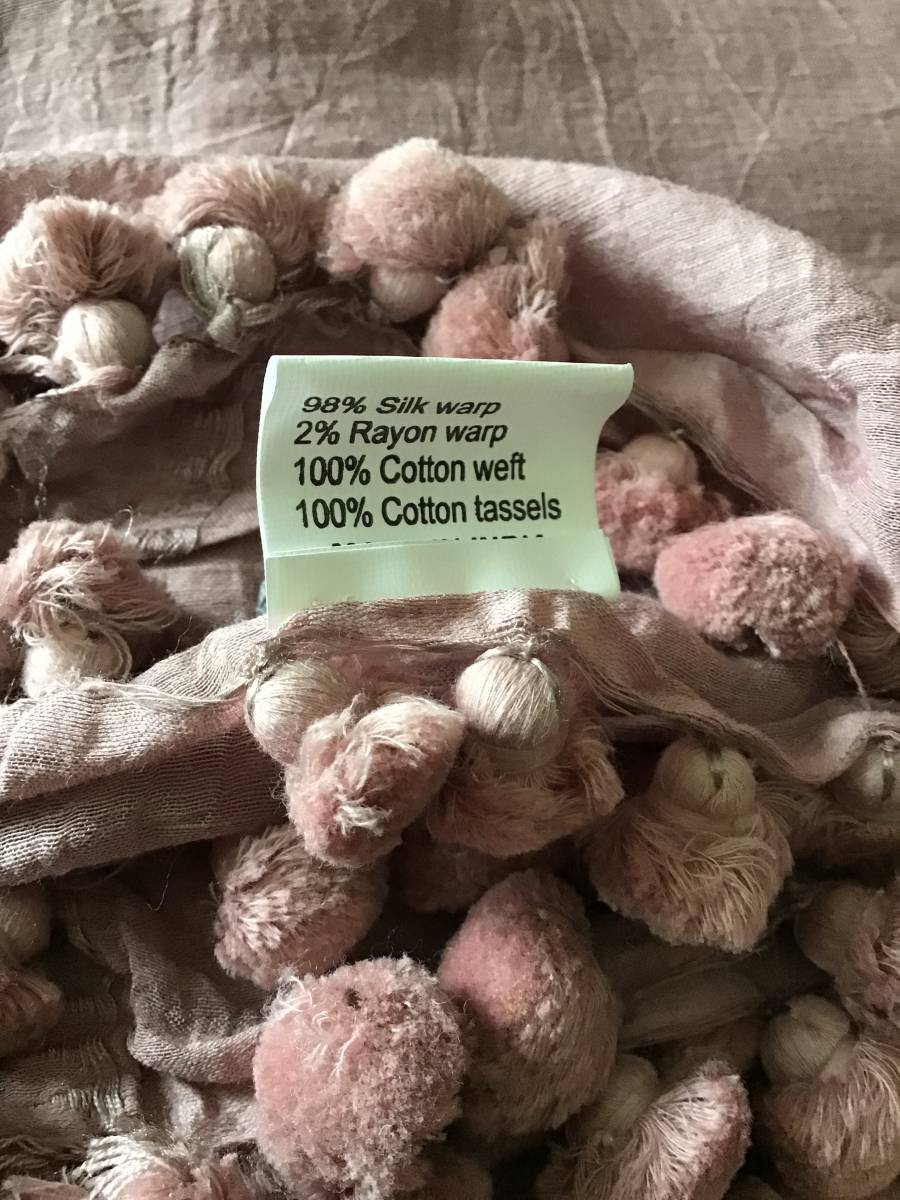 98% Silk warp
2% Rayon warp
100% Cotton weft
100% Cotton tassels